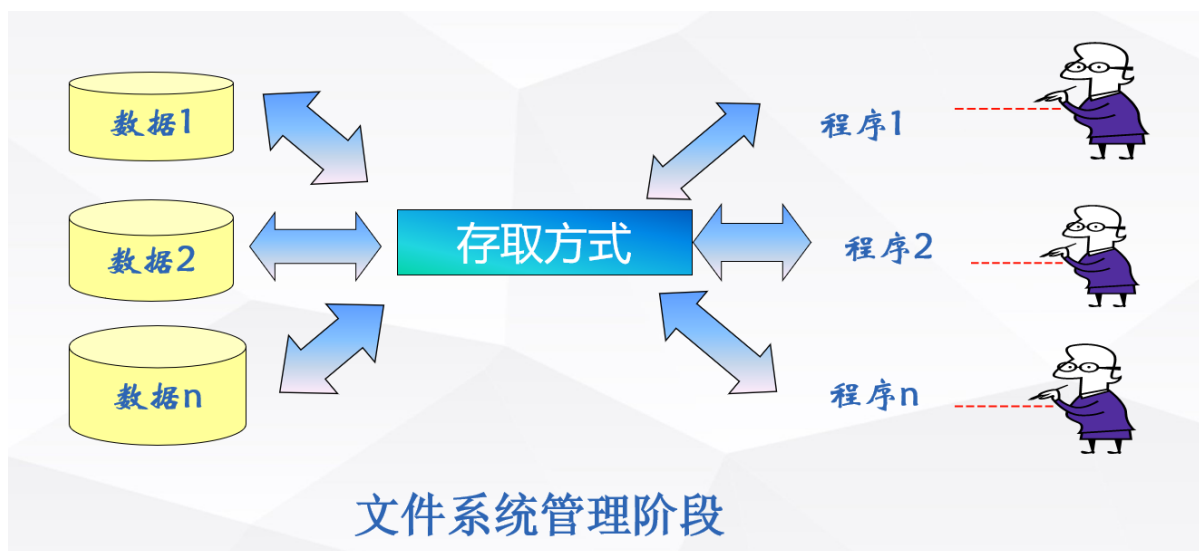 数据1
程序1
数据2
存取方式
程序2
数据n
程序n
文件系统管理阶段